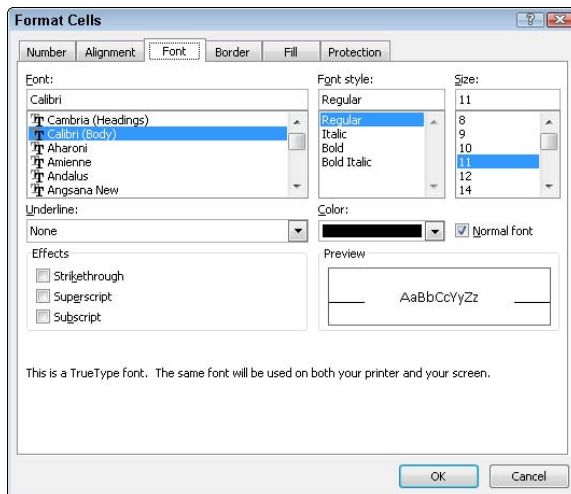 Format Cells
Number Alignment Font Border Fill Protection
Font: Font style: Size:
Calibri Regular 11
Cambria (Headings) Regular 8
Calibri (Body) Italic 9
Aharoni Bold 10
Amienne Bold Italic 11
Andalus 12
Angsana New 14
Underline: Color:
None Normal font
Effects Preview
Strikethrough
Superscript AaBbCcYyZz
Subscript
This is a TrueType font. The same font will be used on both your printer and your screen.
OK Cancel